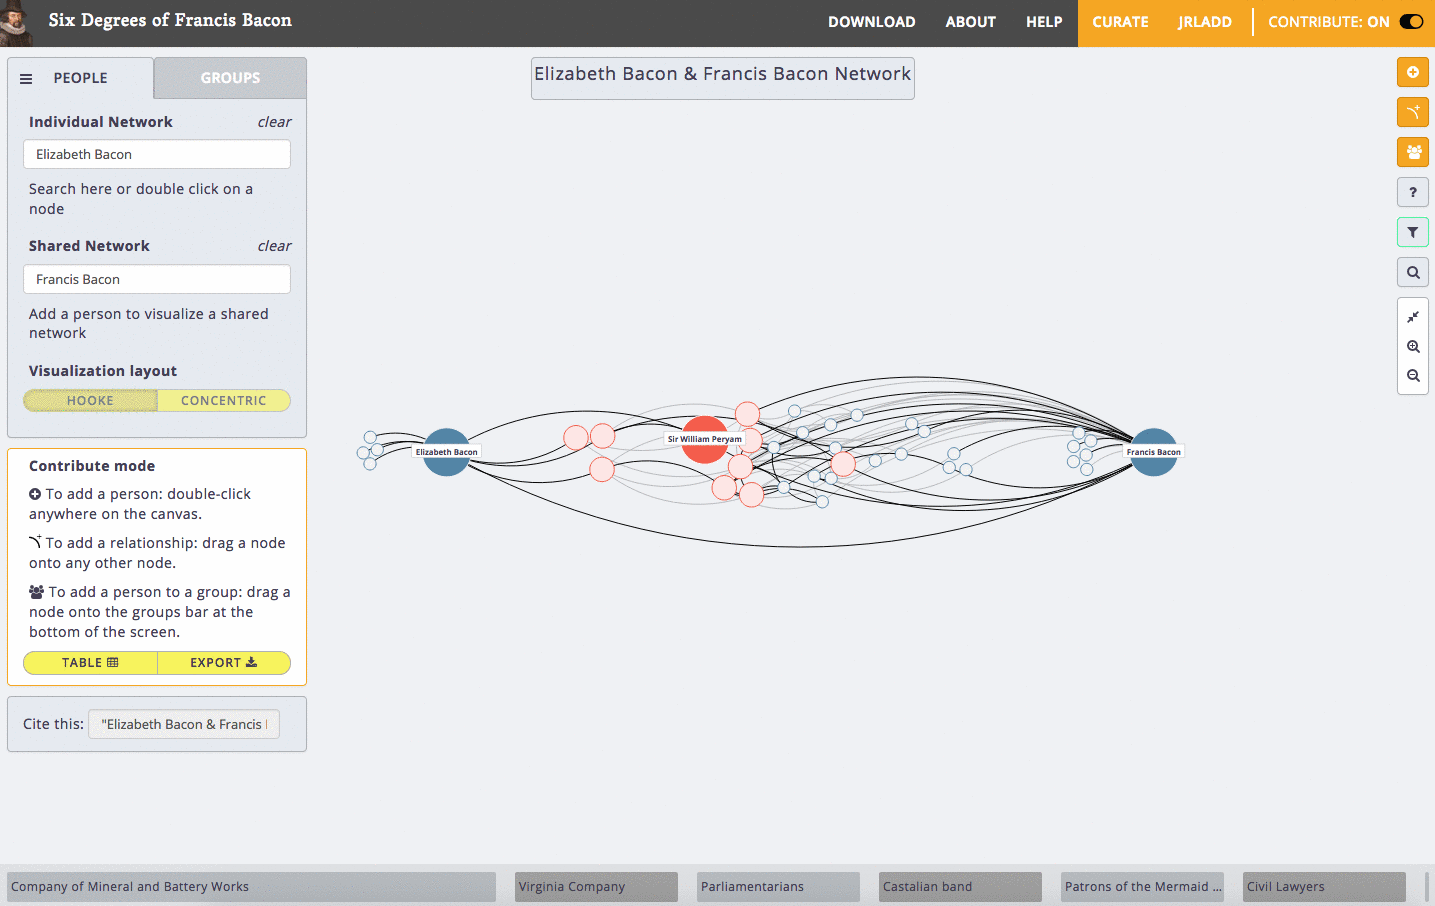 Six Degrees of Francis Bacon
DOWNLOAD
ABOUT
HELP
CURATE
JRLADD
CONTRIBUTE: ON
PEOPLE
GROUPS
Individual Network
clear
Elizabeth Bacon
Search here or double click on a
node
Shared Network
clear
Francis Bacon
Add a person to visualize a shared
network
Visualization layout
HOOKE
CONCENTRIC
Contribute mode
To add a person: double-click
anywhere on the canvas.
To add a relationship: drag a node
onto any other node.
To add a person to a group: drag a
node onto the groups bar at the
bottom of the screen.
TABLE
EXPORT
Cite this:
"Elizabeth Bacon & Francis
Elizabeth Bacon & Francis Bacon Network
Elizabeth Bacon
Sir William Peryam
Francis Bacon
?
Company of Mineral and Battery Works
Virginia Company
Parliamentarians
Castalian band
Patrons of the Mermaid ...
Civil Lawyers